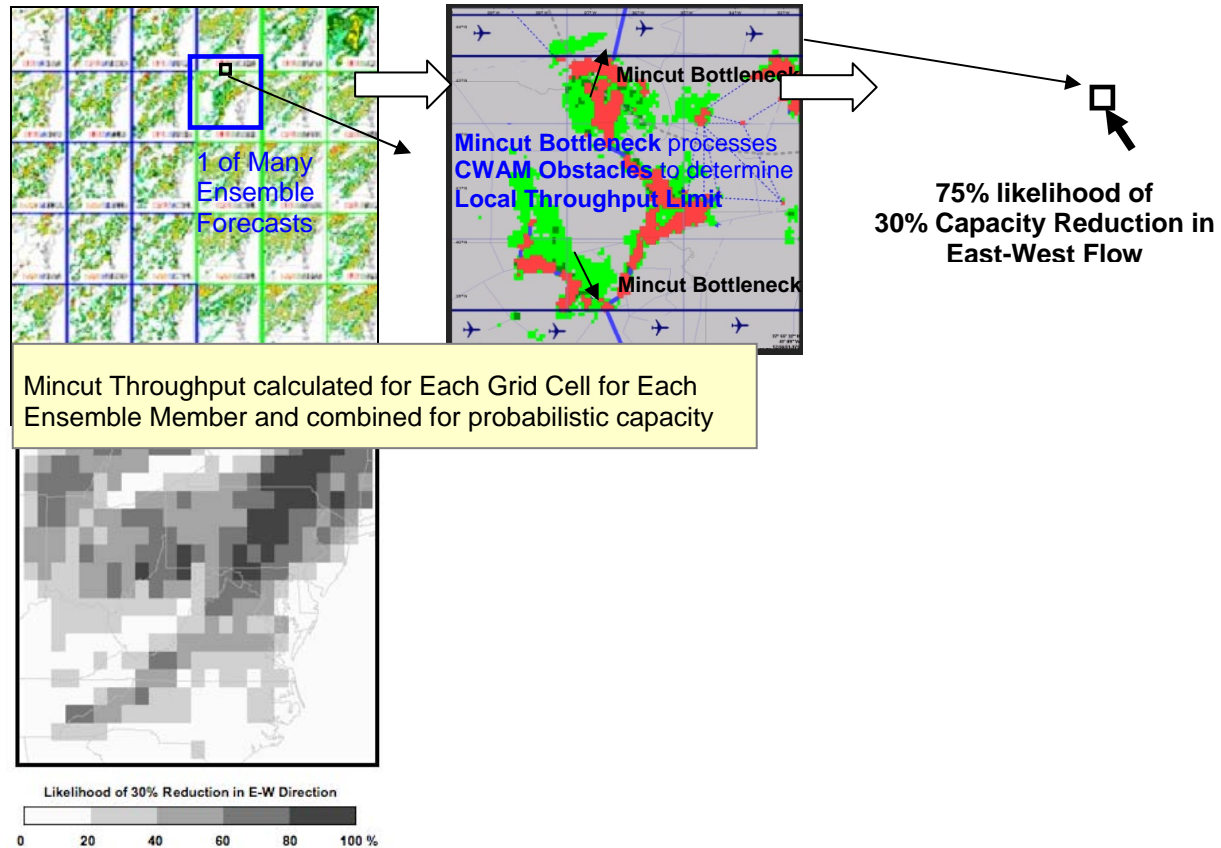 1 of Many
Ensemble
Forecasts
Mincut Bottleneck
Mincut Bottleneck processes
CWAM Obstacles to determine
Local Throughput Limit
Mincut Bottleneck
75% likelihood of
30% Capacity Reduction in
East-West Flow
Mincut Throughput calculated for Each Grid Cell for Each
Ensemble Member and combined for probabilistic capacity
Likelihood of 30% Reduction in E-W Direction
0 20 40 60 80 100 %